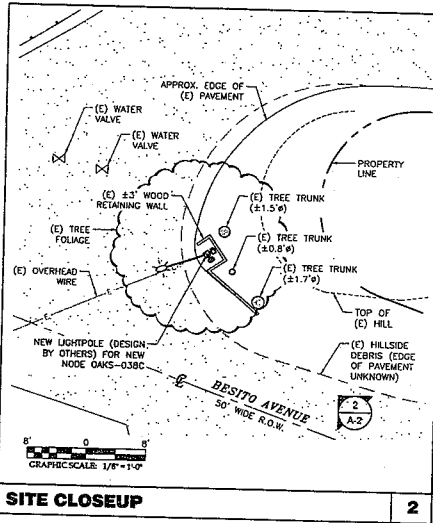 APPROX. EDGE OF
(E) PAVEMENT
(E) WATER
VALVE
(E) WATER
VALVE
PROPERTY
LINE
(E) ±3' WOOD
RETAINING WALL
(E) TREE TRUNK
(±1.5'ø)
(E) TREE
FOLIAGE
(E) TREE TRUNK
(±0.8'ø)
(E) OVERHEAD
WIRE
(E) TREE TRUNK
(±1.7'ø)
TOP OF
(E) HILL
NEW LIGHTPOLE (DESIGN
BY OTHERS) FOR NEW
NODE OAKS-038C
(E) HILLSIDE
DEBRIS (EDGE
OF PAVEMENT
UNKNOWN)
BESITO AVENUE
50' WIDE R.O.W.
2
A-2
8' 0 8'
GRAPHIC SCALE: 1/8"=1'-0"
SITE CLOSEUP 2